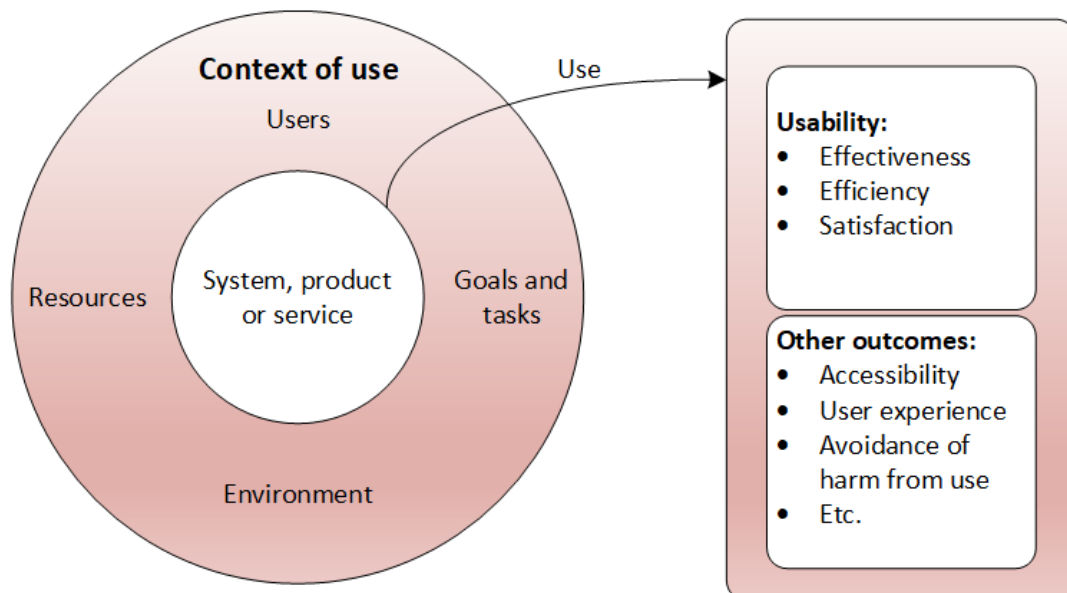 Context of use
Users
Resources
System, product
or service
Goals and
tasks
Environment
Use
Usability:
• Effectiveness
• Efficiency
• Satisfaction
Other outcomes:
• Accessibility
• User experience
• Avoidance of
harm from use
• Etc.